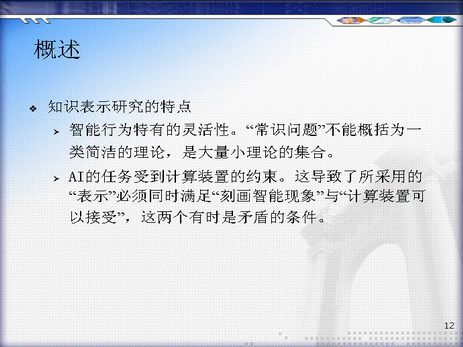 概述
知识表示研究的特点
智能行为特有的灵活性。“常识问题”不能概括为一
类简洁的理论，是大量小理论的集合。
AI的任务受到计算装置的约束。这导致了所采用的
“表示”必须同时满足“刻画智能现象”与“计算装置可
以接受”，这两个有时是矛盾的条件。
12